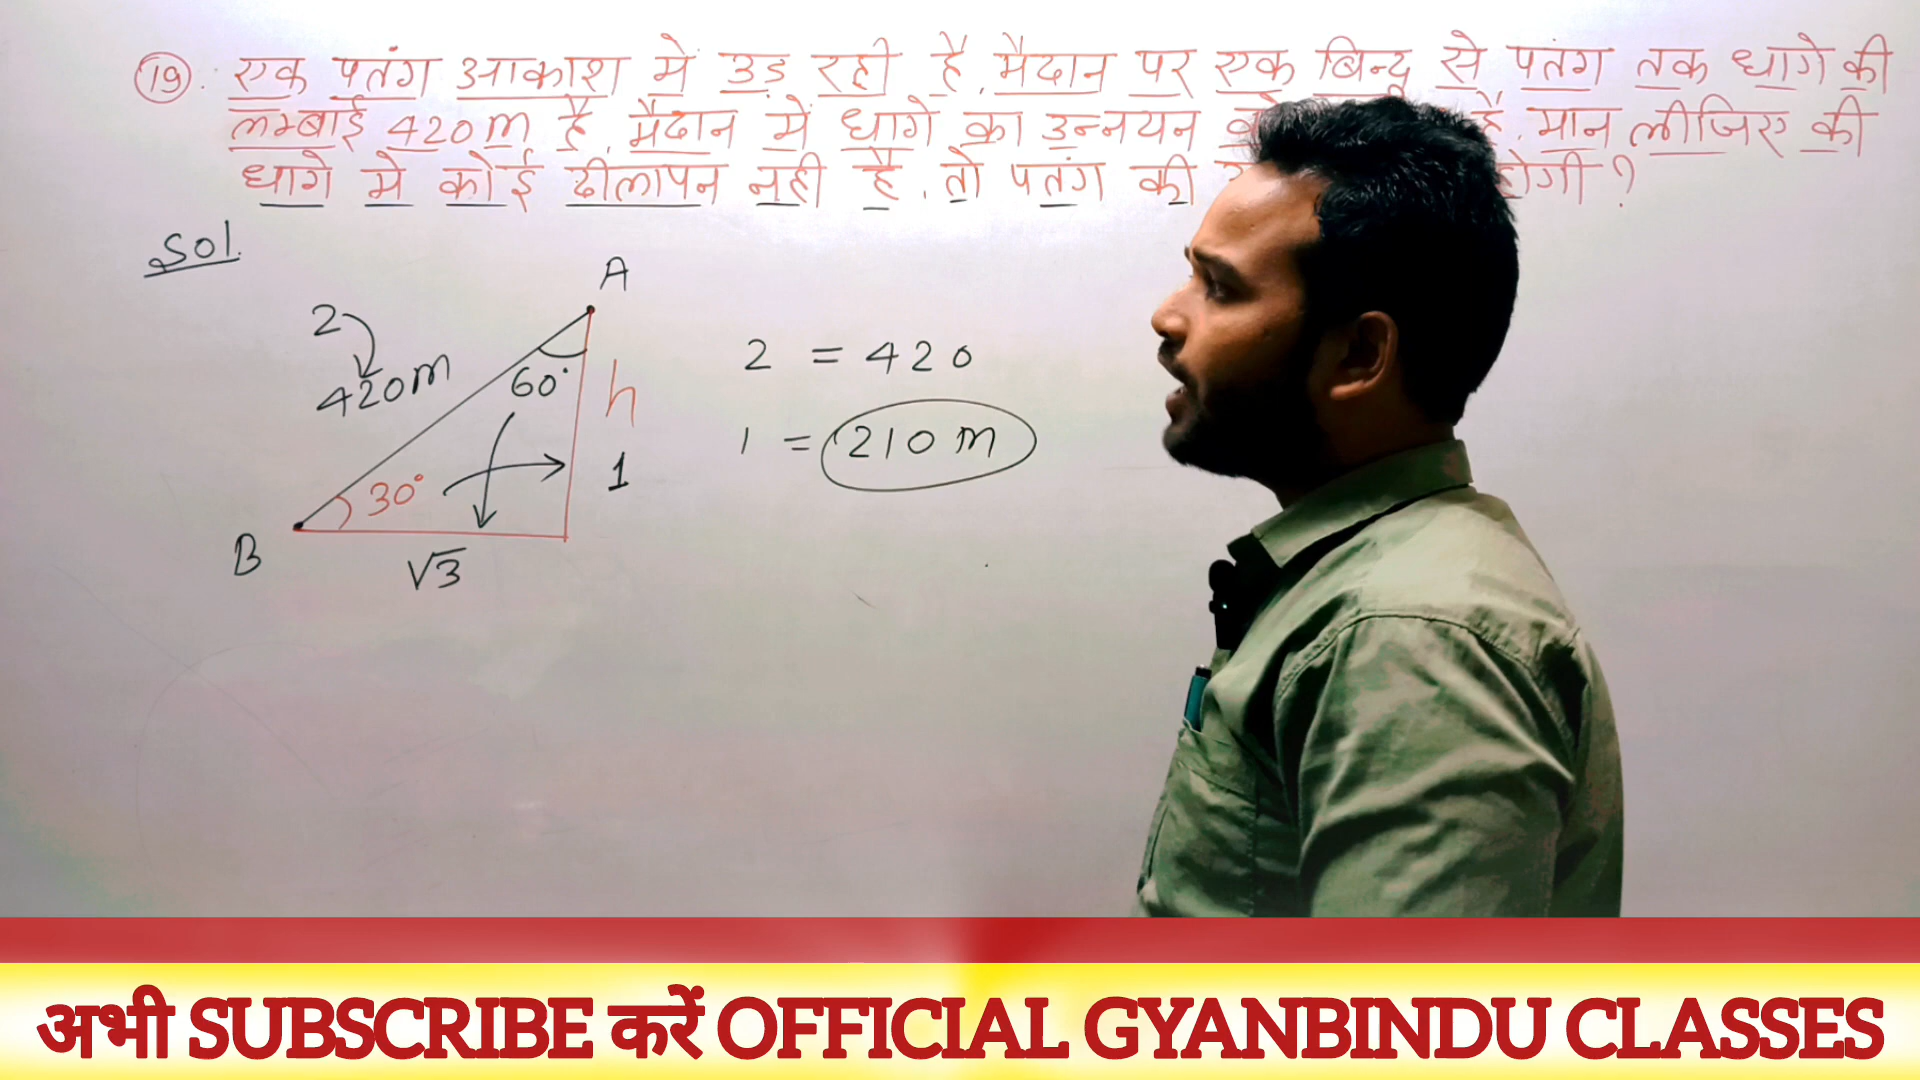 19. एक पतंग आकाश मे उड़ रही है. मैदान पर एक बिन्दु से पतंग तक धागे की
लम्बाई 420 m है. मैदान में धागे का उन्नयन है. मान लीजिए की
धागे मे कोई ढीलापन नही है. तो पतंग की होगी ?
Sol.
A
2
420m
60°
h
30°
1
B
√3
2 = 420
1 = 210 m
अभी SUBSCRIBE करें OFFICIAL GYANBINDU CLASSES